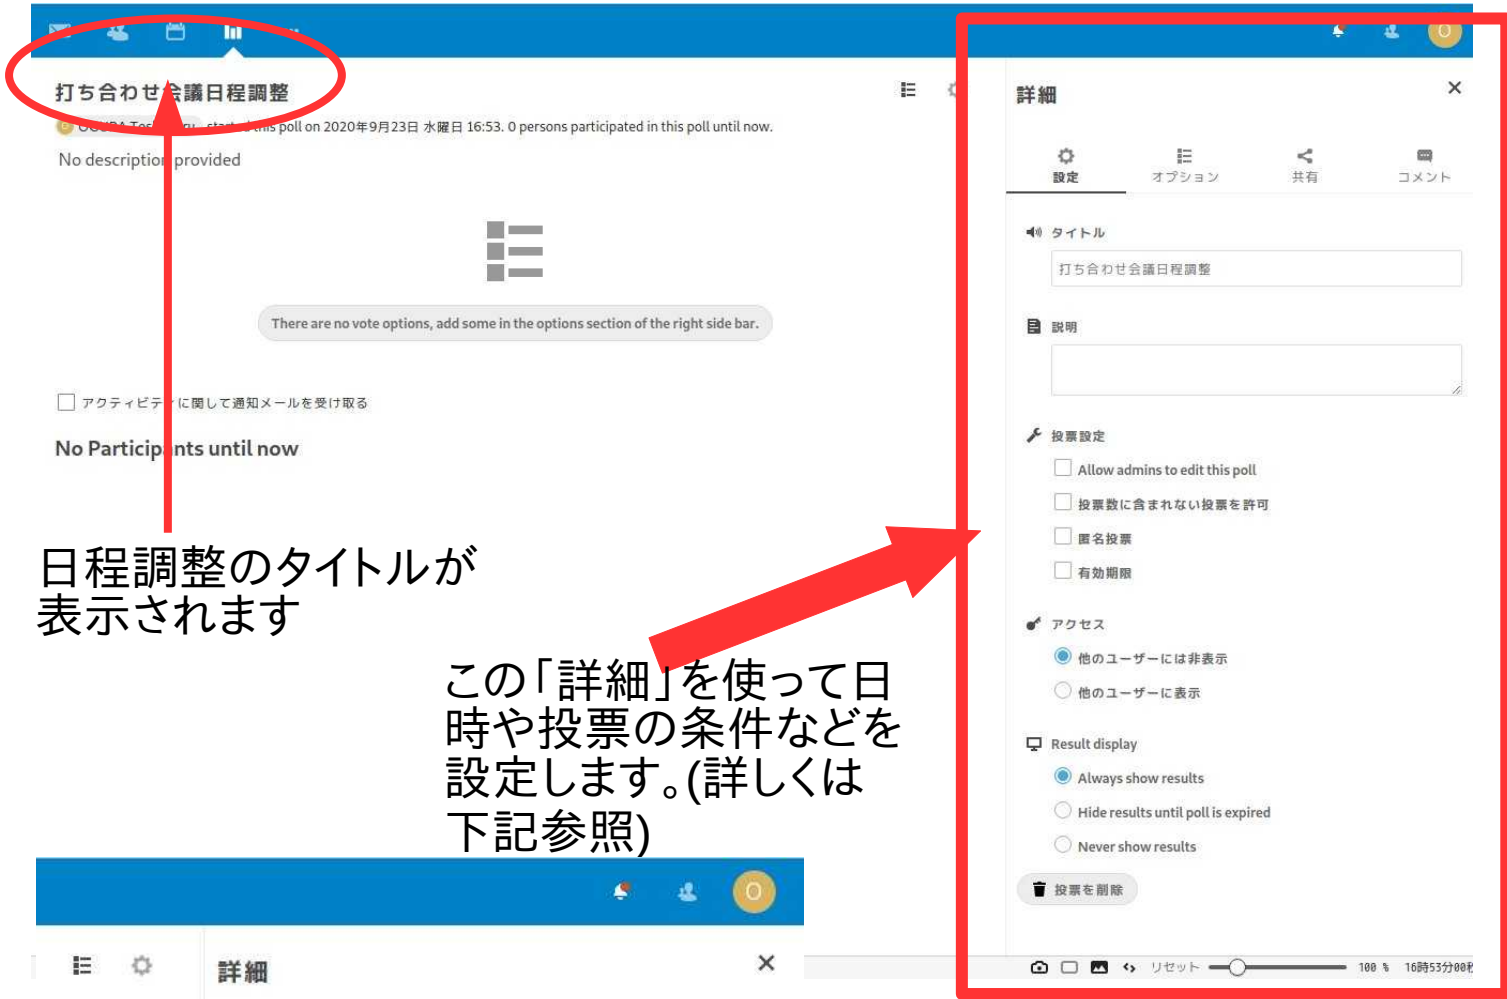 打ち合わせ会議日程調整
started this poll on 2020年9月23日 水曜日 16:53. 0 persons participated in this poll until now.
No description provided
There are no vote options, add some in the options section of the right side bar.
アクティビティに関して通知メールを受け取る
No Participants until now
日程調整のタイトルが
表示されます
この「詳細」を使って日
時や投票の条件などを
設定します。(詳しくは
下記参照)
O
詳細
O
詳細
設定
オプション
共有
コメント
タイトル
打ち合わせ会議日程調整
説明
投票設定
Allow admins to edit this poll
投票数に含まれない投票を許可
匿名投票
有効期限
アクセス
他のユーザーには非表示
他のユーザーに表示
Result display
Always show results
Hide results until poll is expired
Never show results
投票を削除
リセット
100 %
16時53分00秒